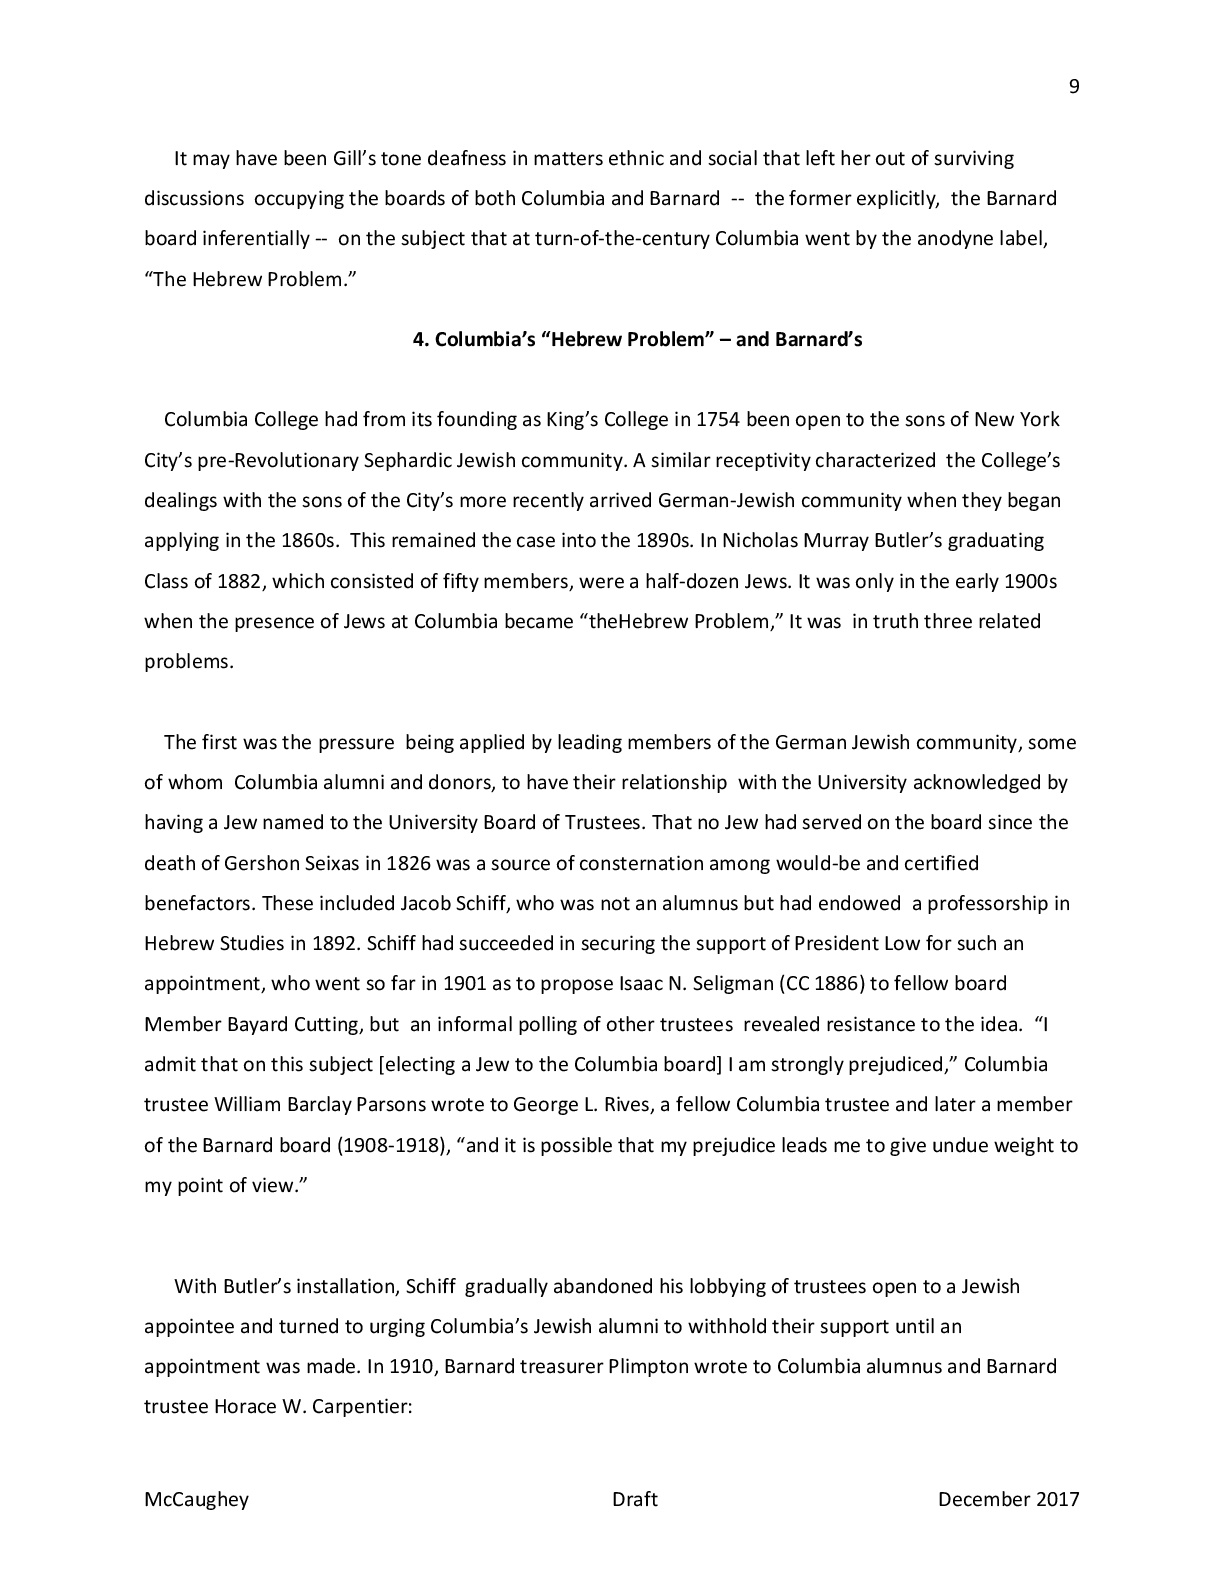 9
It may have been Gill’s tone deafness in matters ethnic and social that left her out of surviving
discussions  occupying the boards of both Columbia and Barnard  --  the former explicitly,  the Barnard
board inferentially --  on the subject that at turn-of-the-century Columbia went by the anodyne label,
“The Hebrew Problem.”
4. Columbia’s “Hebrew Problem” – and Barnard’s
Columbia College had from its founding as King’s College in 1754 been open to the sons of New York
City’s pre-Revolutionary Sephardic Jewish community. A similar receptivity characterized  the College’s
dealings with the sons of the City’s more recently arrived German-Jewish community when they began
applying in the 1860s.  This remained the case into the 1890s. In Nicholas Murray Butler’s graduating
Class of 1882, which consisted of fifty members, were a half-dozen Jews. It was only in the early 1900s
when the presence of Jews at Columbia became “theHebrew Problem,” It was  in truth three related
problems.
The first was the pressure  being applied by leading members of the German Jewish community, some
of whom  Columbia alumni and donors, to have their relationship  with the University acknowledged by
having a Jew named to the University Board of Trustees. That no Jew had served on the board since the
death of Gershon Seixas in 1826 was a source of consternation among would-be and certified
benefactors. These included Jacob Schiff, who was not an alumnus but had endowed  a professorship in
Hebrew Studies in 1892. Schiff had succeeded in securing the support of President Low for such an
appointment, who went so far in 1901 as to propose Isaac N. Seligman (CC 1886) to fellow board
Member Bayard Cutting, but  an informal polling of other trustees  revealed resistance to the idea.  “I
admit that on this subject [electing a Jew to the Columbia board] I am strongly prejudiced,” Columbia
trustee William Barclay Parsons wrote to George L. Rives, a fellow Columbia trustee and later a member
of the Barnard board (1908-1918), “and it is possible that my prejudice leads me to give undue weight to
my point of view.”
With Butler’s installation, Schiff  gradually abandoned his lobbying of trustees open to a Jewish
appointee and turned to urging Columbia’s Jewish alumni to withhold their support until an
appointment was made. In 1910, Barnard treasurer Plimpton wrote to Columbia alumnus and Barnard
trustee Horace W. Carpentier:
McCaughey Draft December 2017